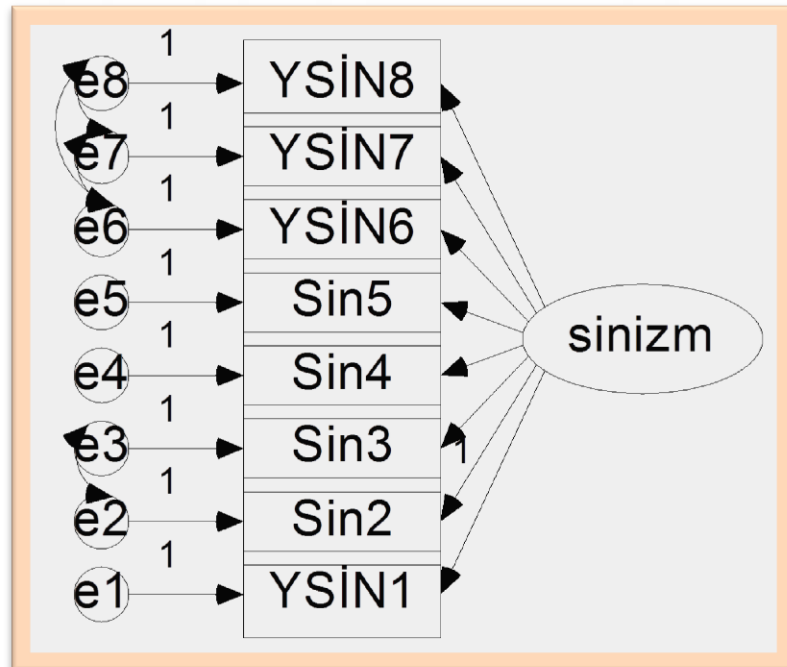 1
e8 YSİN8
1
e7 YSİN7
1
e6 YSİN6
1
e5 Sin5
sinizm
1
e4 Sin4
1
e3 Sin3 1
1
e2 Sin2
1
e1 YSİN1